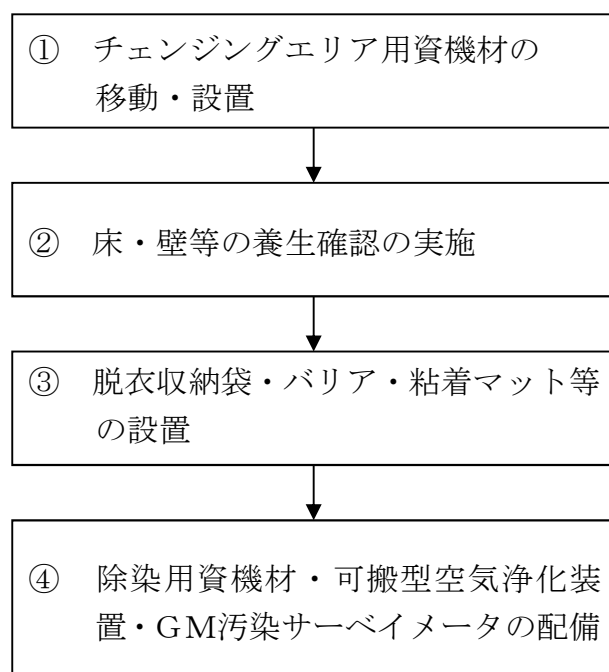 ① チェンジングエリア用資機材の
移動・設置
② 床・壁等の養生確認の実施
③ 脱衣収納袋・バリア・粘着マット等
の設置
④ 除染用資機材・可搬型空気浄化装
置・GM汚染サーベイメータの配備